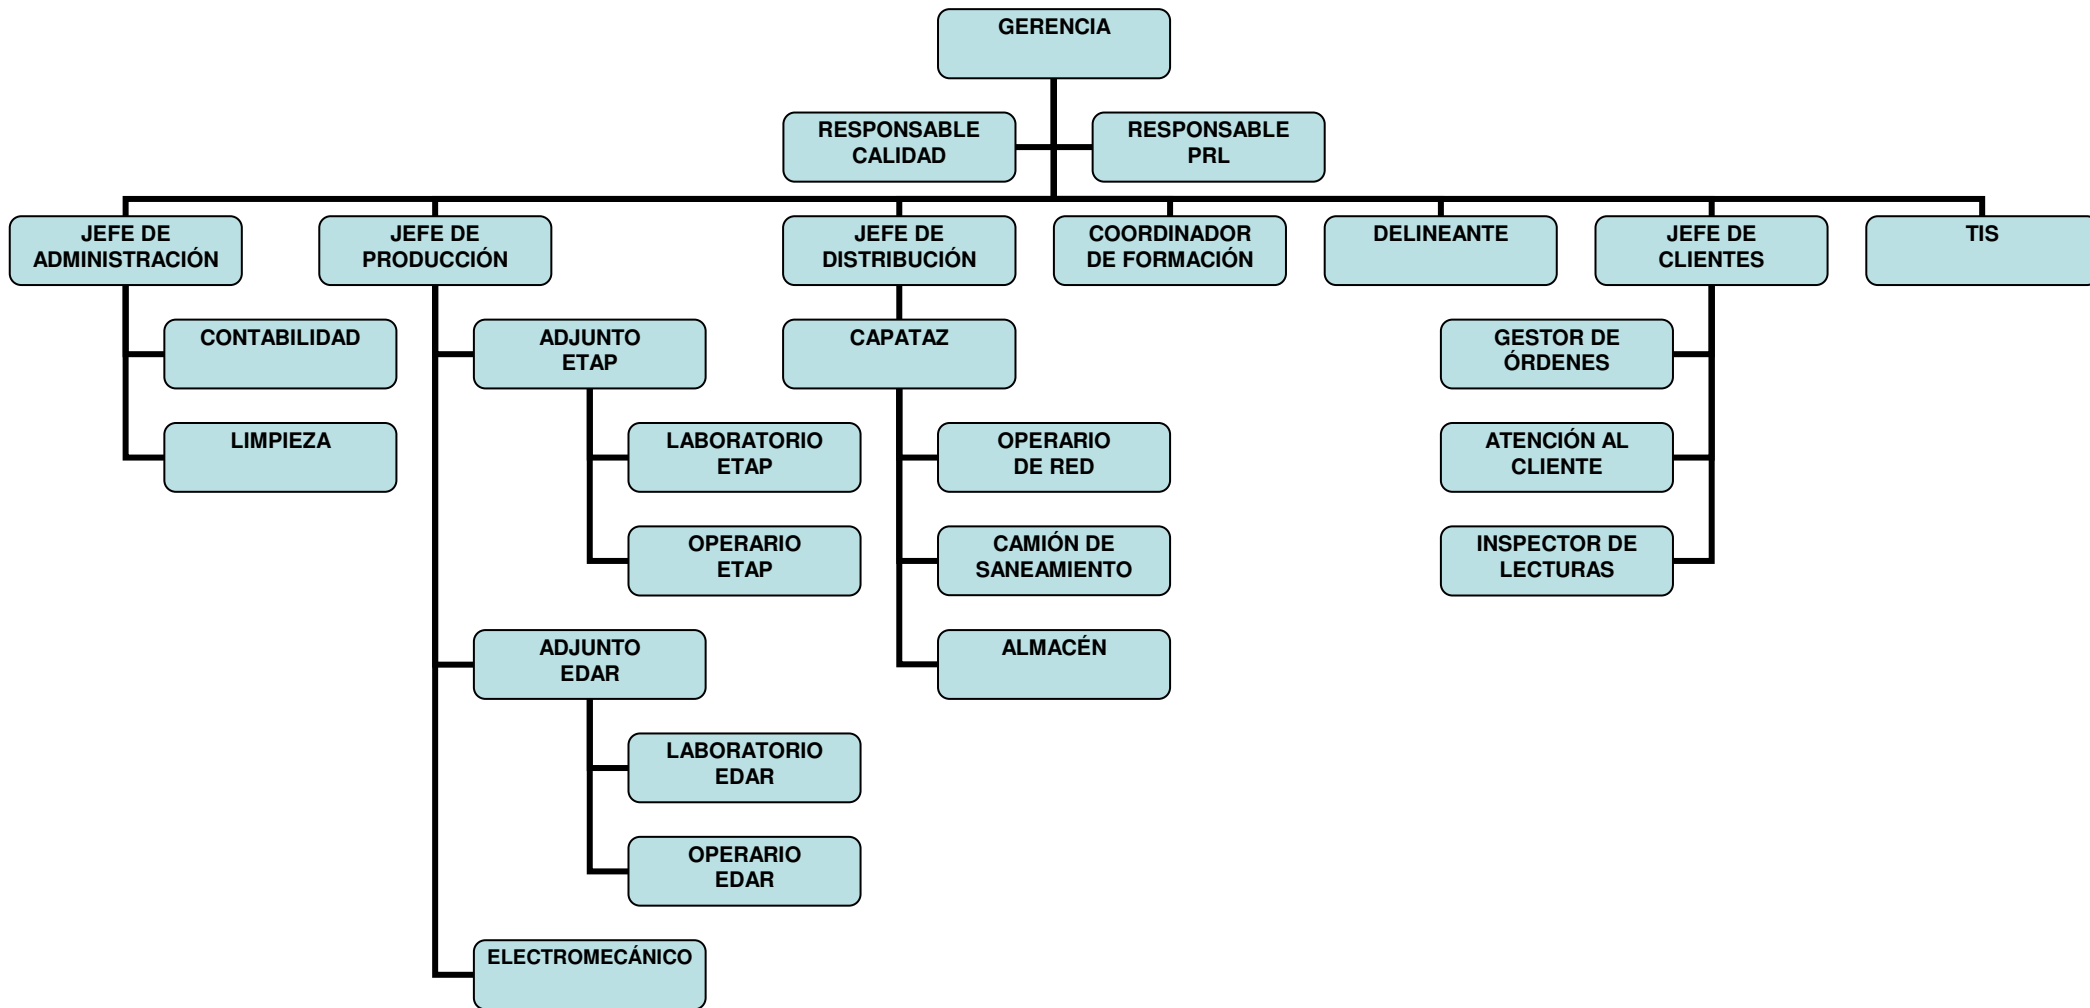 GERENCIA
RESPONSABLE
CALIDAD
RESPONSABLE
PRL
JEFE DE
ADMINISTRACIÓN
JEFE DE
PRODUCCIÓN
JEFE DE
DISTRIBUCIÓN
COORDINADOR
DE FORMACIÓN
DELINEANTE
JEFE DE
CLIENTES
TIS
CONTABILIDAD
ADJUNTO
ETAP
CAPATAZ
GESTOR DE
ÓRDENES
LIMPIEZA
LABORATORIO
ETAP
OPERARIO
DE RED
ATENCIÓN AL
CLIENTE
OPERARIO
ETAP
CAMIÓN DE
SANEAMIENTO
INSPECTOR DE
LECTURAS
ADJUNTO
EDAR
ALMACÉN
LABORATORIO
EDAR
OPERARIO
EDAR
ELECTROMECÁNICO